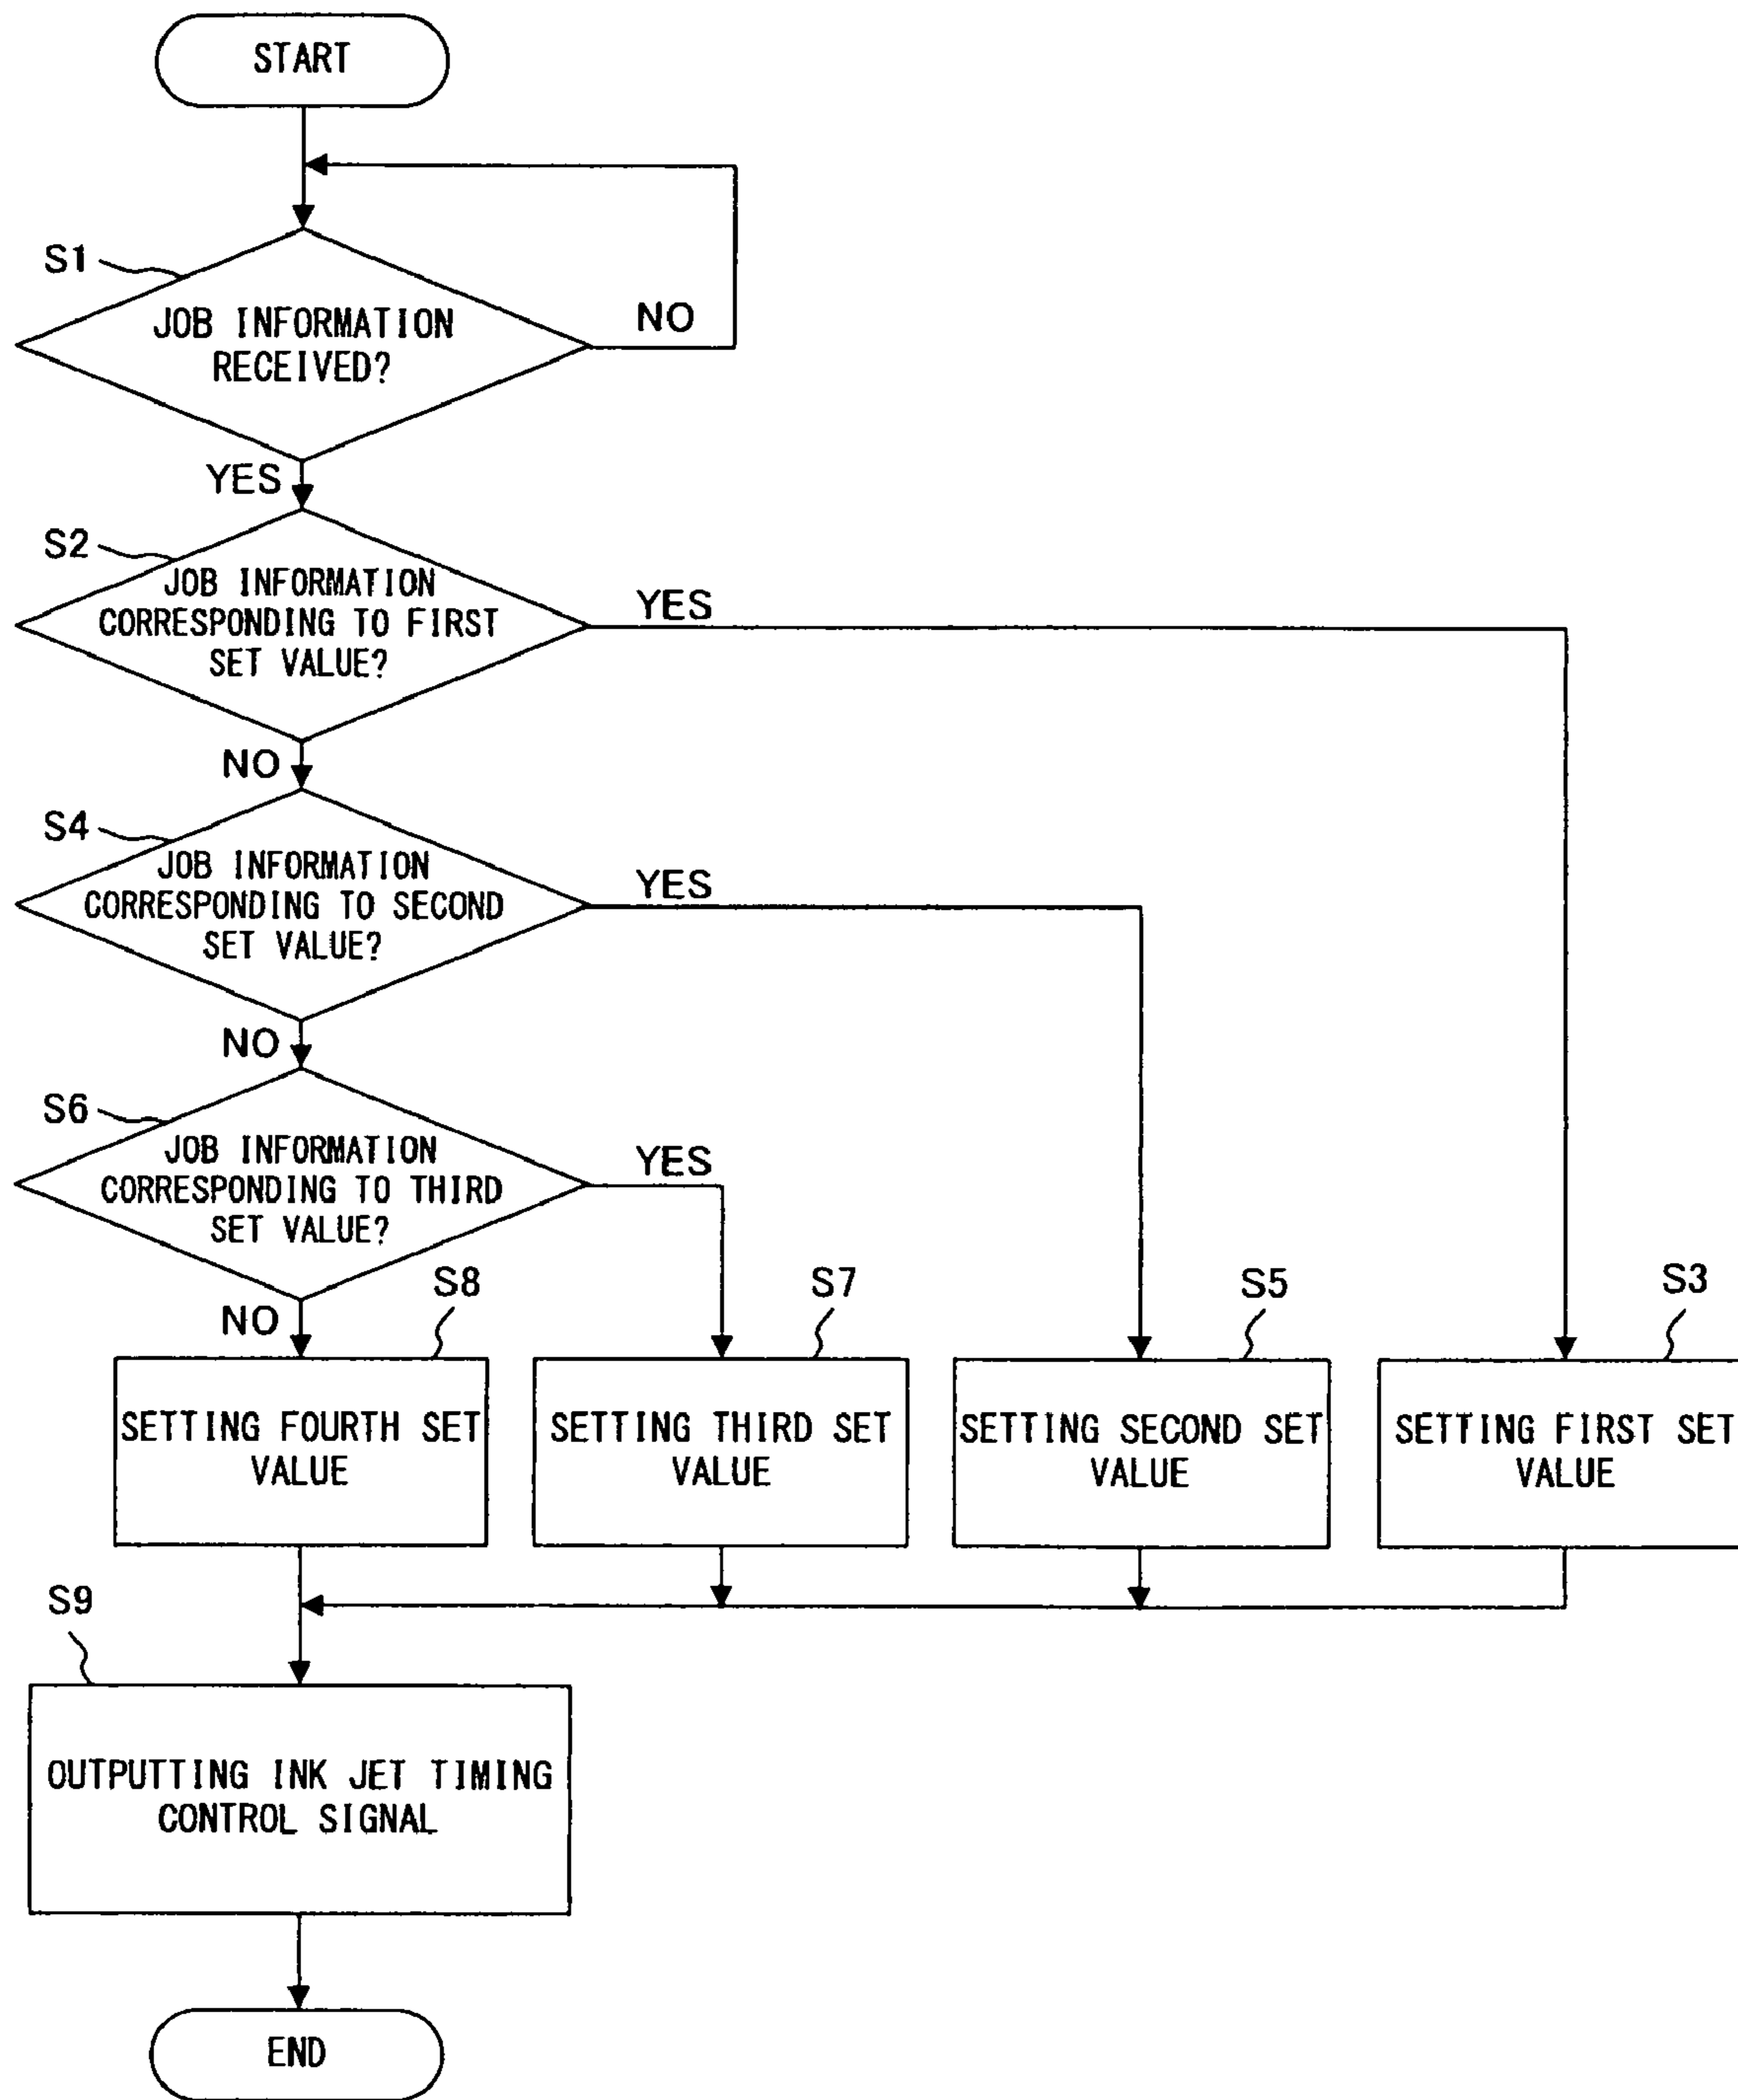 START
S1
JOB INFORMATION
RECEIVED?
NO
YES
S2
JOB INFORMATION
CORRESPONDING TO FIRST
SET VALUE?
YES
NO
S4
JOB INFORMATION
CORRESPONDING TO SECOND
SET VALUE?
YES
NO
S6
JOB INFORMATION
CORRESPONDING TO THIRD
SET VALUE?
YES
NO
S8
SETTING FOURTH SET
VALUE
S7
SETTING THIRD SET
VALUE
S5
SETTING SECOND SET
VALUE
S3
SETTING FIRST SET
VALUE
S9
OUTPUTTING INK JET TIMING
CONTROL SIGNAL
END